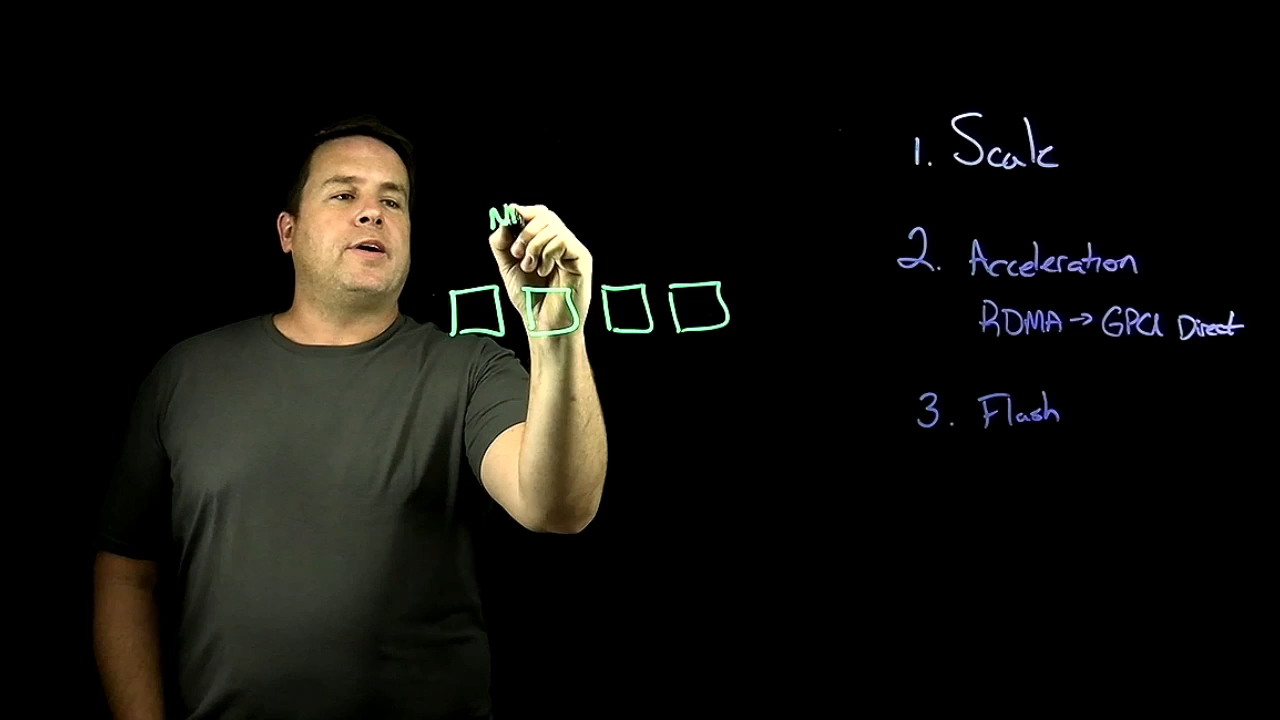 1. Scale
2. Acceleration
RDMA → GPU Direct
3. Flash